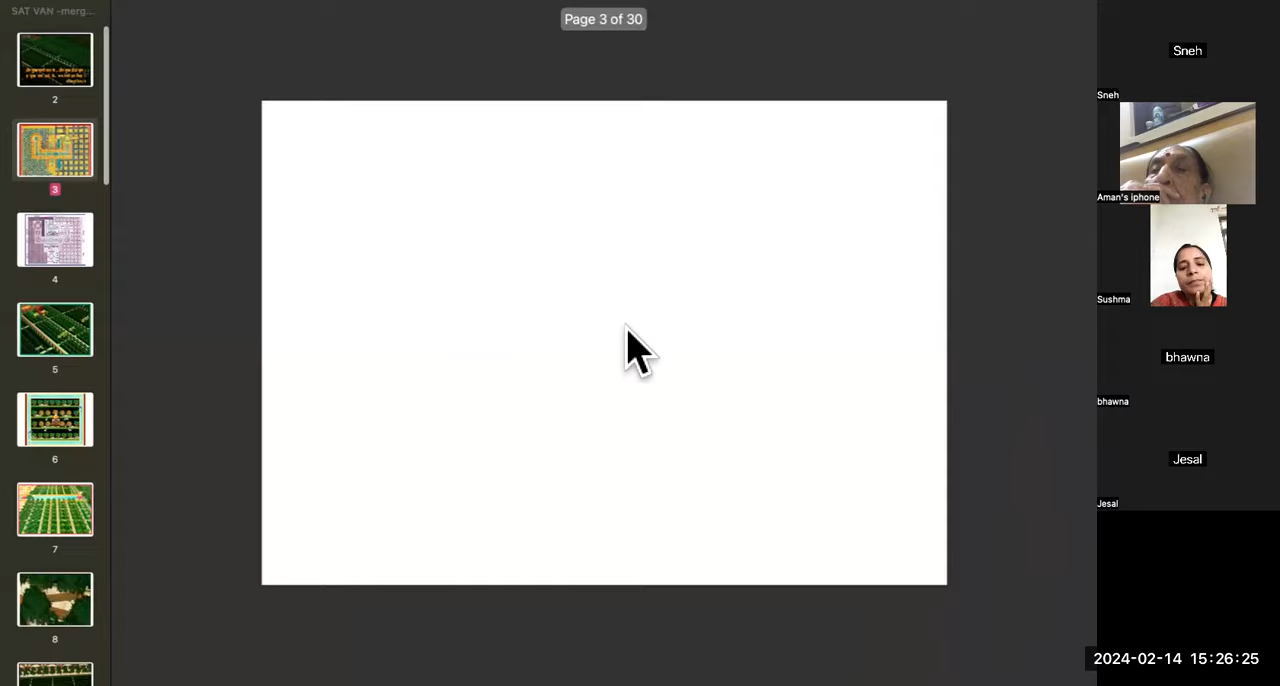 SAT VAN -merg...
Page 3 of 30
2
3
4
5
6
7
8
Sneh
Sneh
Aman's iphone
Sushma
bhawna
bhawna
Jesal
Jesal
2024-02-14 15:26:25